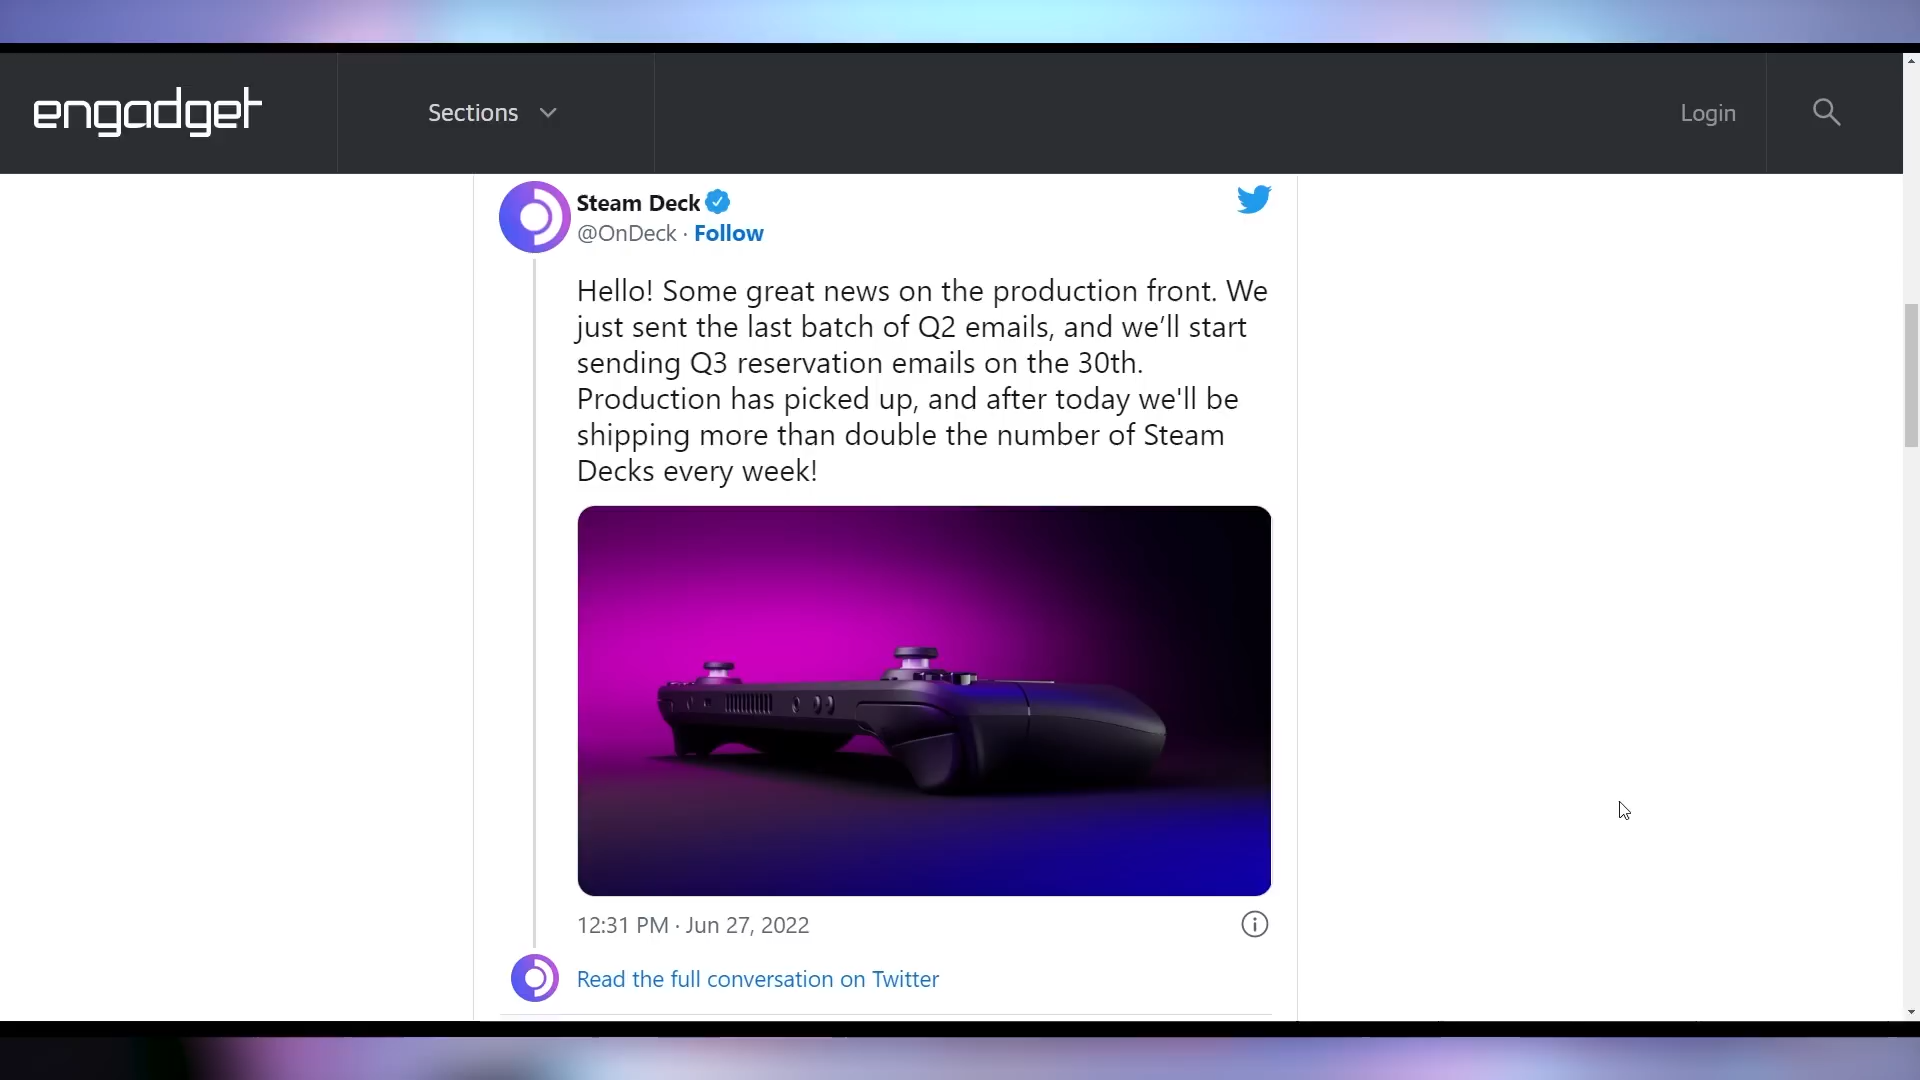 engadget
Sections
Login
Steam Deck
@OnDeck · Follow
Hello! Some great news on the production front. We
just sent the last batch of Q2 emails, and we’ll start
sending Q3 reservation emails on the 30th.
Production has picked up, and after today we'll be
shipping more than double the number of Steam
Decks every week!
12:31 PM · Jun 27, 2022
Read the full conversation on Twitter